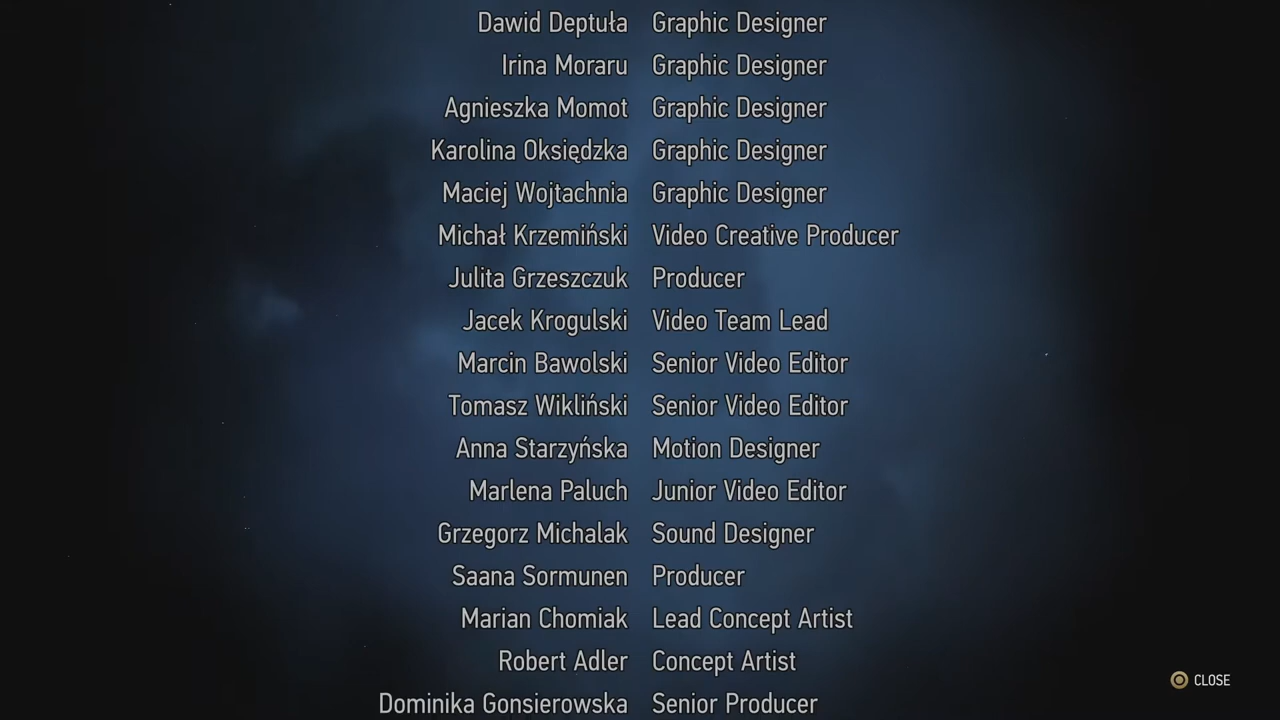 Dawid Deptuła Graphic Designer
Irina Moraru Graphic Designer
Agnieszka Momot Graphic Designer
Karolina Oksiędzka Graphic Designer
Maciej Wojtachnia Graphic Designer
Michał Krzemiński Video Creative Producer
Julita Grzeszczuk Producer
Jacek Krogulski Video Team Lead
Marcin Bawolski Senior Video Editor
Tomasz Wikliński Senior Video Editor
Anna Starzyńska Motion Designer
Marlena Paluch Junior Video Editor
Grzegorz Michalak Sound Designer
Saana Sormunen Producer
Marian Chomiak Lead Concept Artist
Robert Adler Concept Artist
Dominika Gonsierowska Senior Producer
CLOSE